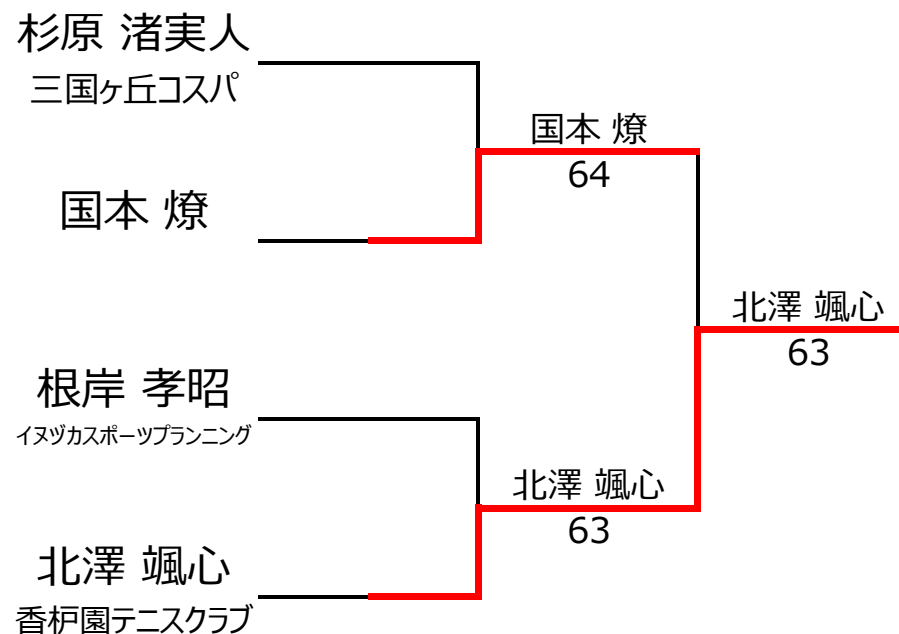 杉原 渚実人
三国ヶ丘コスパ
国本 燎
64
国本 燎
北澤 颯心
63
根岸 孝昭
イヌヅカスポーツプランニング
北澤 颯心
63
北澤 颯心
香枦園テニスクラブ